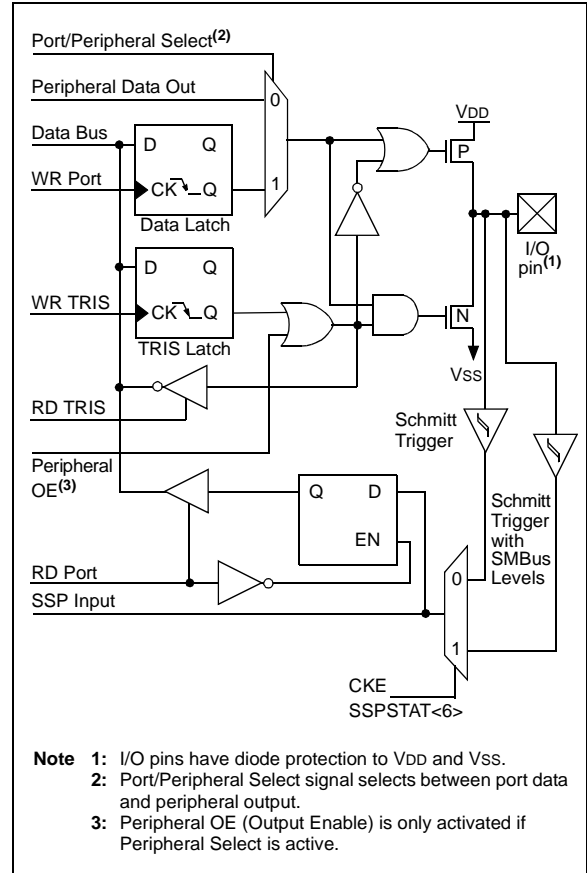 Port/Peripheral Select(2)
Peripheral Data Out
0
VDD
Data Bus
D Q
P
WR Port
CK Q
1
Data Latch
I/O
pin(1)
D Q
WR TRIS
CK Q
N
TRIS Latch
VSS
RD TRIS
Schmitt
Trigger
Peripheral
OE(3)
Q D
EN
Schmitt
Trigger
with
SMBus
Levels
RD Port
0
SSP Input
1
CKE
SSPSTAT<6>
Note 1: I/O pins have diode protection to VDD and VSS.
2: Port/Peripheral Select signal selects between port data
and peripheral output.
3: Peripheral OE (Output Enable) is only activated if
Peripheral Select is active.